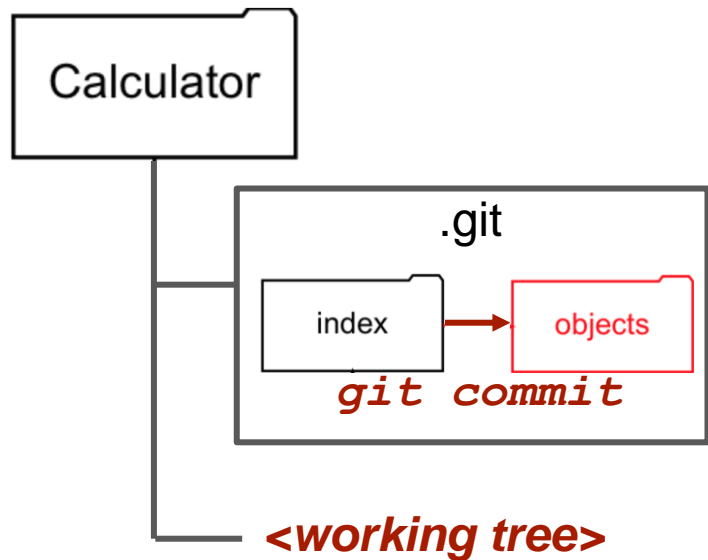 Calculator
.git
index
objects
git commit
<working tree>